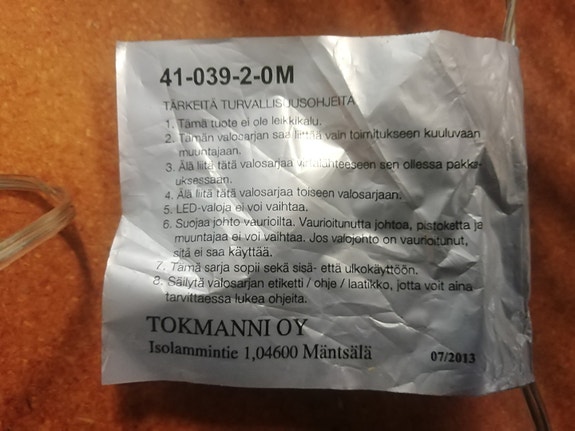 41-039-2-0M
TÄRKEITÄ TURVALLISUUSOHJEITA
1. Tämä tuote ei ole leikkikalu.
2. Tämän valosarjan saa liittää vain toimitukseen kuuluvaan
muuntajaan.
3. Älä liitä tätä valosarjaa virtalähteeseen sen ollessa pakka-
uksessaan.
4. Älä liitä tätä valosarjaa toiseen valosarjaan.
5. LED-valoja ei voi vaihtaa.
6. Suojaa johto vaurioilta. Vaurioitunutta johtoa, pistoketta ja
muuntajaa ei voi vaihtaa. Jos valojohto on vaurioitunut,
sitä ei saa käyttää.
7. Tämä sarja sopii sekä sisä- että ulkokäyttöön.
8. Säilytä valosarjan etiketti / ohje / laatikko, jotta voit aina
tarvittaessa lukea ohjeita.
TOKMANNI OY
Isolammintie 1,04600 Mäntsälä 07/2013